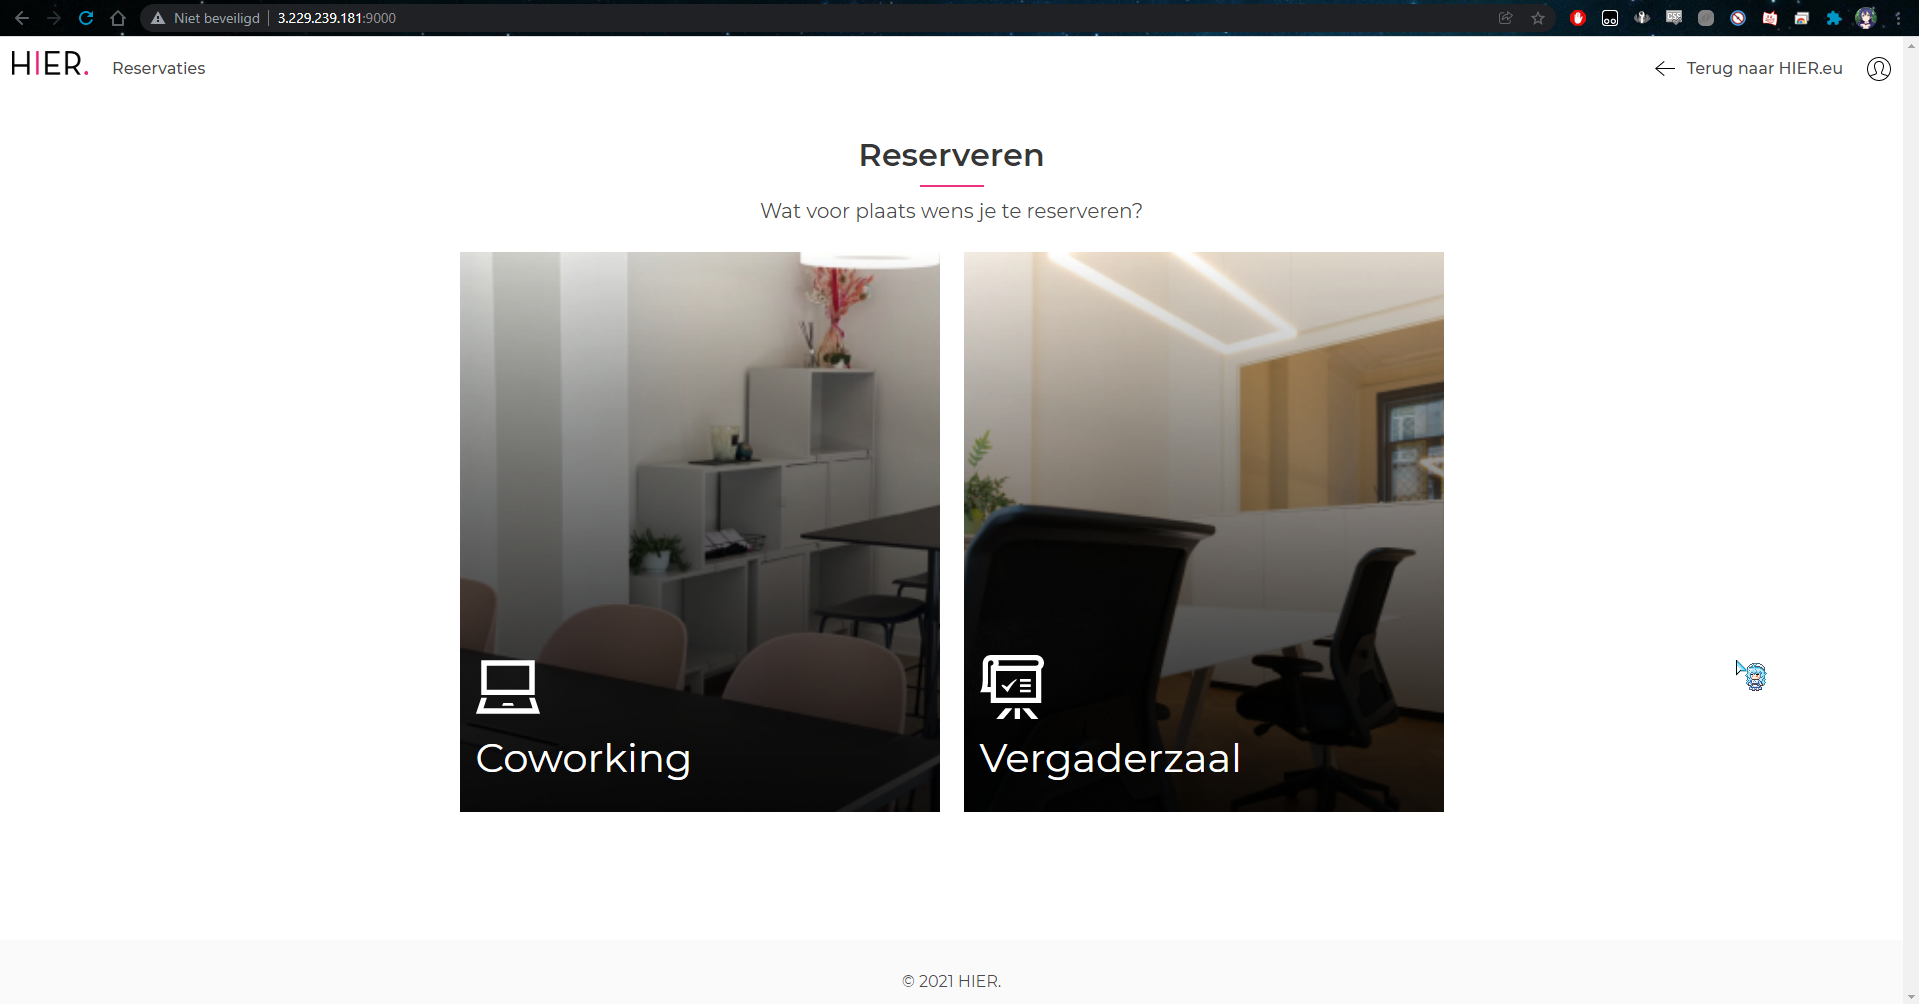 Niet beveiligd | 3.229.239.181:9000
HIER.
Reservaties
Terug naar HIER.eu
Reserveren
Wat voor plaats wens je te reserveren?
Coworking
Vergaderzaal
© 2021 HIER.